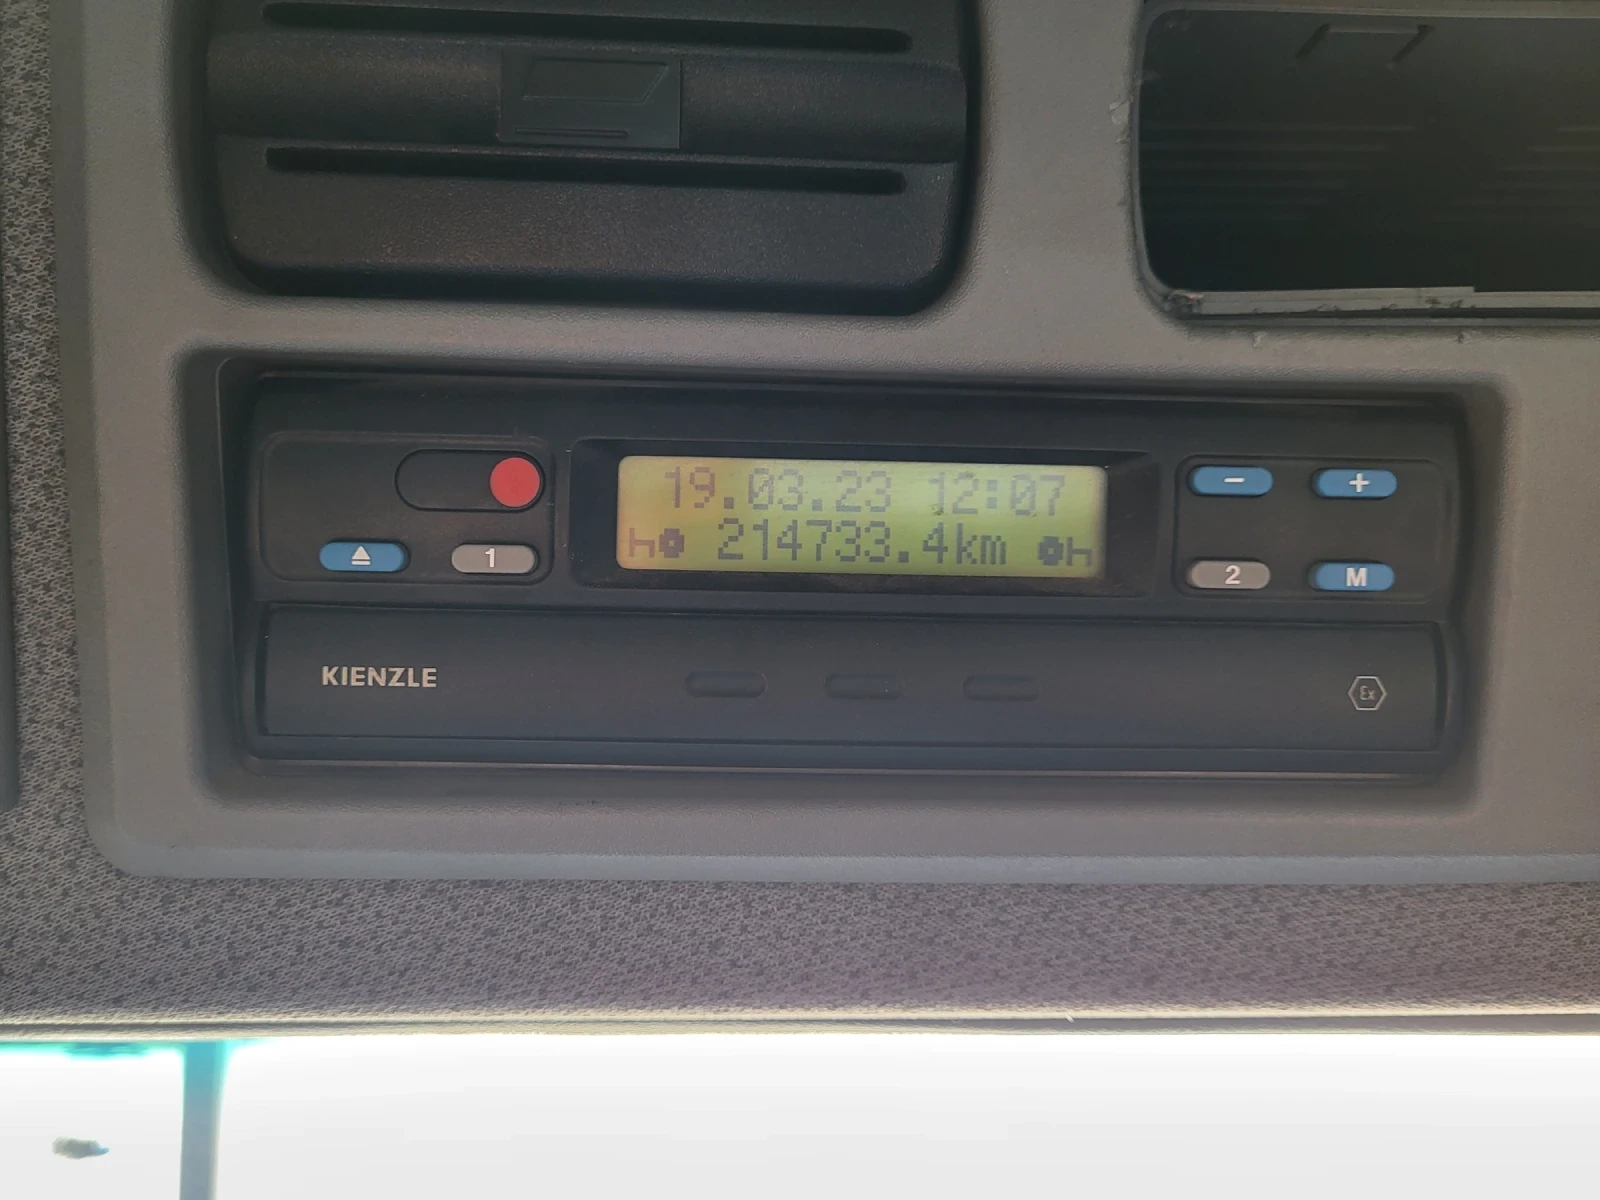 19.03.23 12:07
h 214733.4km h
- +
1
2 M
KIENZLE
Ex